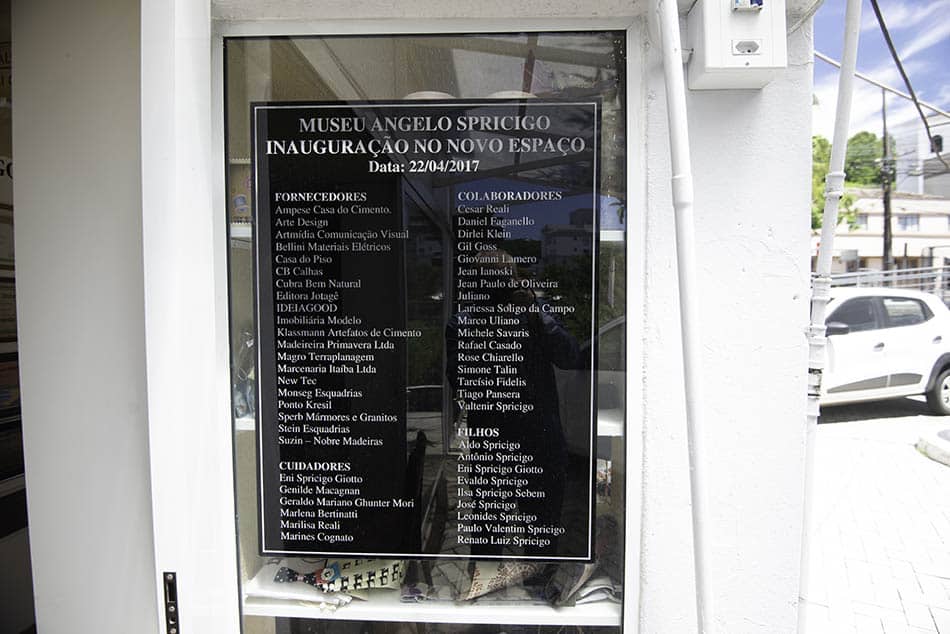 MUSEU ANGELO SPRICIGO
INAUGURAÇÃO NO NOVO ESPAÇO
Data: 22/04/2017
FORNECEDORES
Ampese Casa do Cimento.
Arte Design
Artmídia Comunicação Visual
Bellini Materiais Elétricos
Casa do Piso
CB Calhas
Cubra Bem Natural
Editora Jotagê
IDEIAGOOD
Imobiliária Modelo
Klassmann Artefatos de Cimento
Madeireira Primavera Ltda
Magro Terraplanagem
Marcenaria Itaíba Ltda
New Tec
Monseg Esquadrias
Ponto Kresil
Sperb Mármores e Granitos
Stein Esquadrias
Suzin – Nobre Madeiras
CUIDADORES
Eni Spricigo Giotto
Genilde Macagnan
Geraldo Mariano Ghunter Mori
Marlena Bertinatti
Marilisa Reali
Marines Cognato
COLABORADORES
Cesar Reali
Daniel Faganello
Dirlei Klein
Gil Goss
Giovanni Lamero
Jean Ianoski
Jean Paulo de Oliveira
Juliano
Lariessa Soligo da Campo
Marco Uliano
Michele Savaris
Rafael Casado
Rose Chiarello
Simone Talin
Tarcísio Fidelis
Tiago Pansera
Valtenir Spricigo
FILHOS
Aldo Spricigo
Antônio Spricigo
Eni Spricigo Giotto
Evaldo Spricigo
Ilsa Spricigo Sebem
José Spricigo
Leonides Spricigo
Paulo Valentim Spricigo
Renato Luiz Spricigo